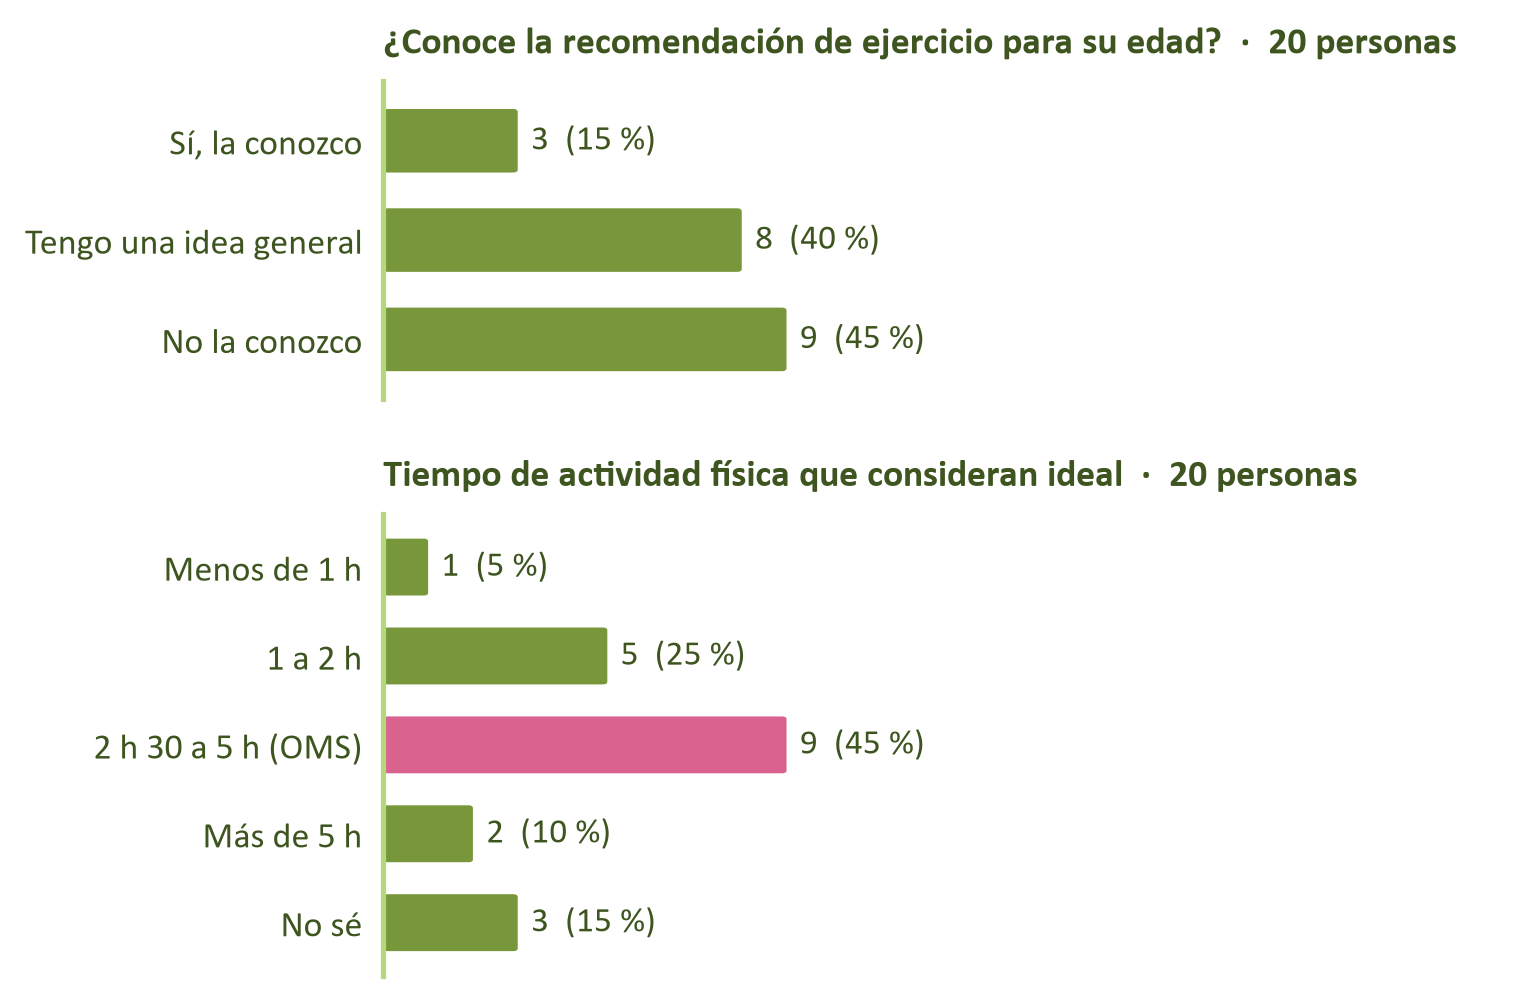 ¿Conoce la recomendación de ejercicio para su edad? · 20 personas
Sí, la conozco 3 (15 %)
Tengo una idea general 8 (40 %)
No la conozco 9 (45 %)
Tiempo de actividad física que consideran ideal · 20 personas
Menos de 1 h 1 (5 %)
1 a 2 h 5 (25 %)
2 h 30 a 5 h (OMS) 9 (45 %)
Más de 5 h 2 (10 %)
No sé 3 (15 %)